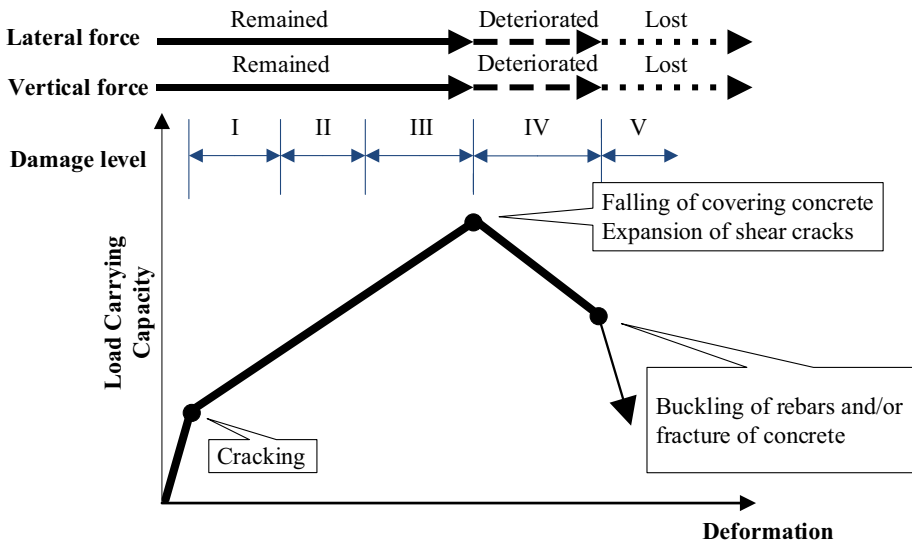 Remained Deteriorated Lost
Lateral force
Remained Deteriorated Lost
Vertical force
I II III IV V
Damage level
Falling of covering concrete
Expansion of shear cracks
Load Carrying
Capacity
Buckling of rebars and/or
fracture of concrete
Cracking
Deformation